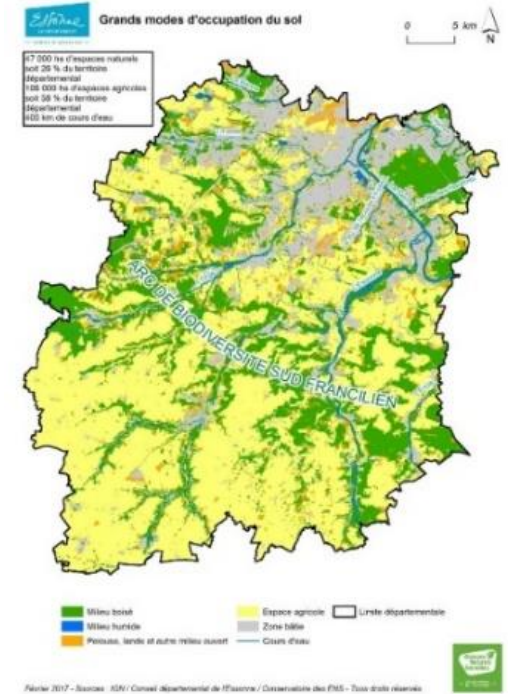 Essonne
Grands modes d'occupation du sol
0 5 km
N
47 000 ha d'espaces naturels
soit 26 % du territoire
départemental
106 000 ha d'espaces agricoles
soit 58 % du territoire
départemental
400 km de cours d'eau
ARC DE BIODIVERSITE SUD FRANCILIEN
Milieu boisé
Milieu humide
Pelouse, lande et autre milieu ouvert
Espace agricole
Zone bâtie
Cours d'eau
Limite départementale
Février 2017 - Sources : IGN / Conseil départemental de l'Essonne / Conservatoire des ENS - Tous droits réservés